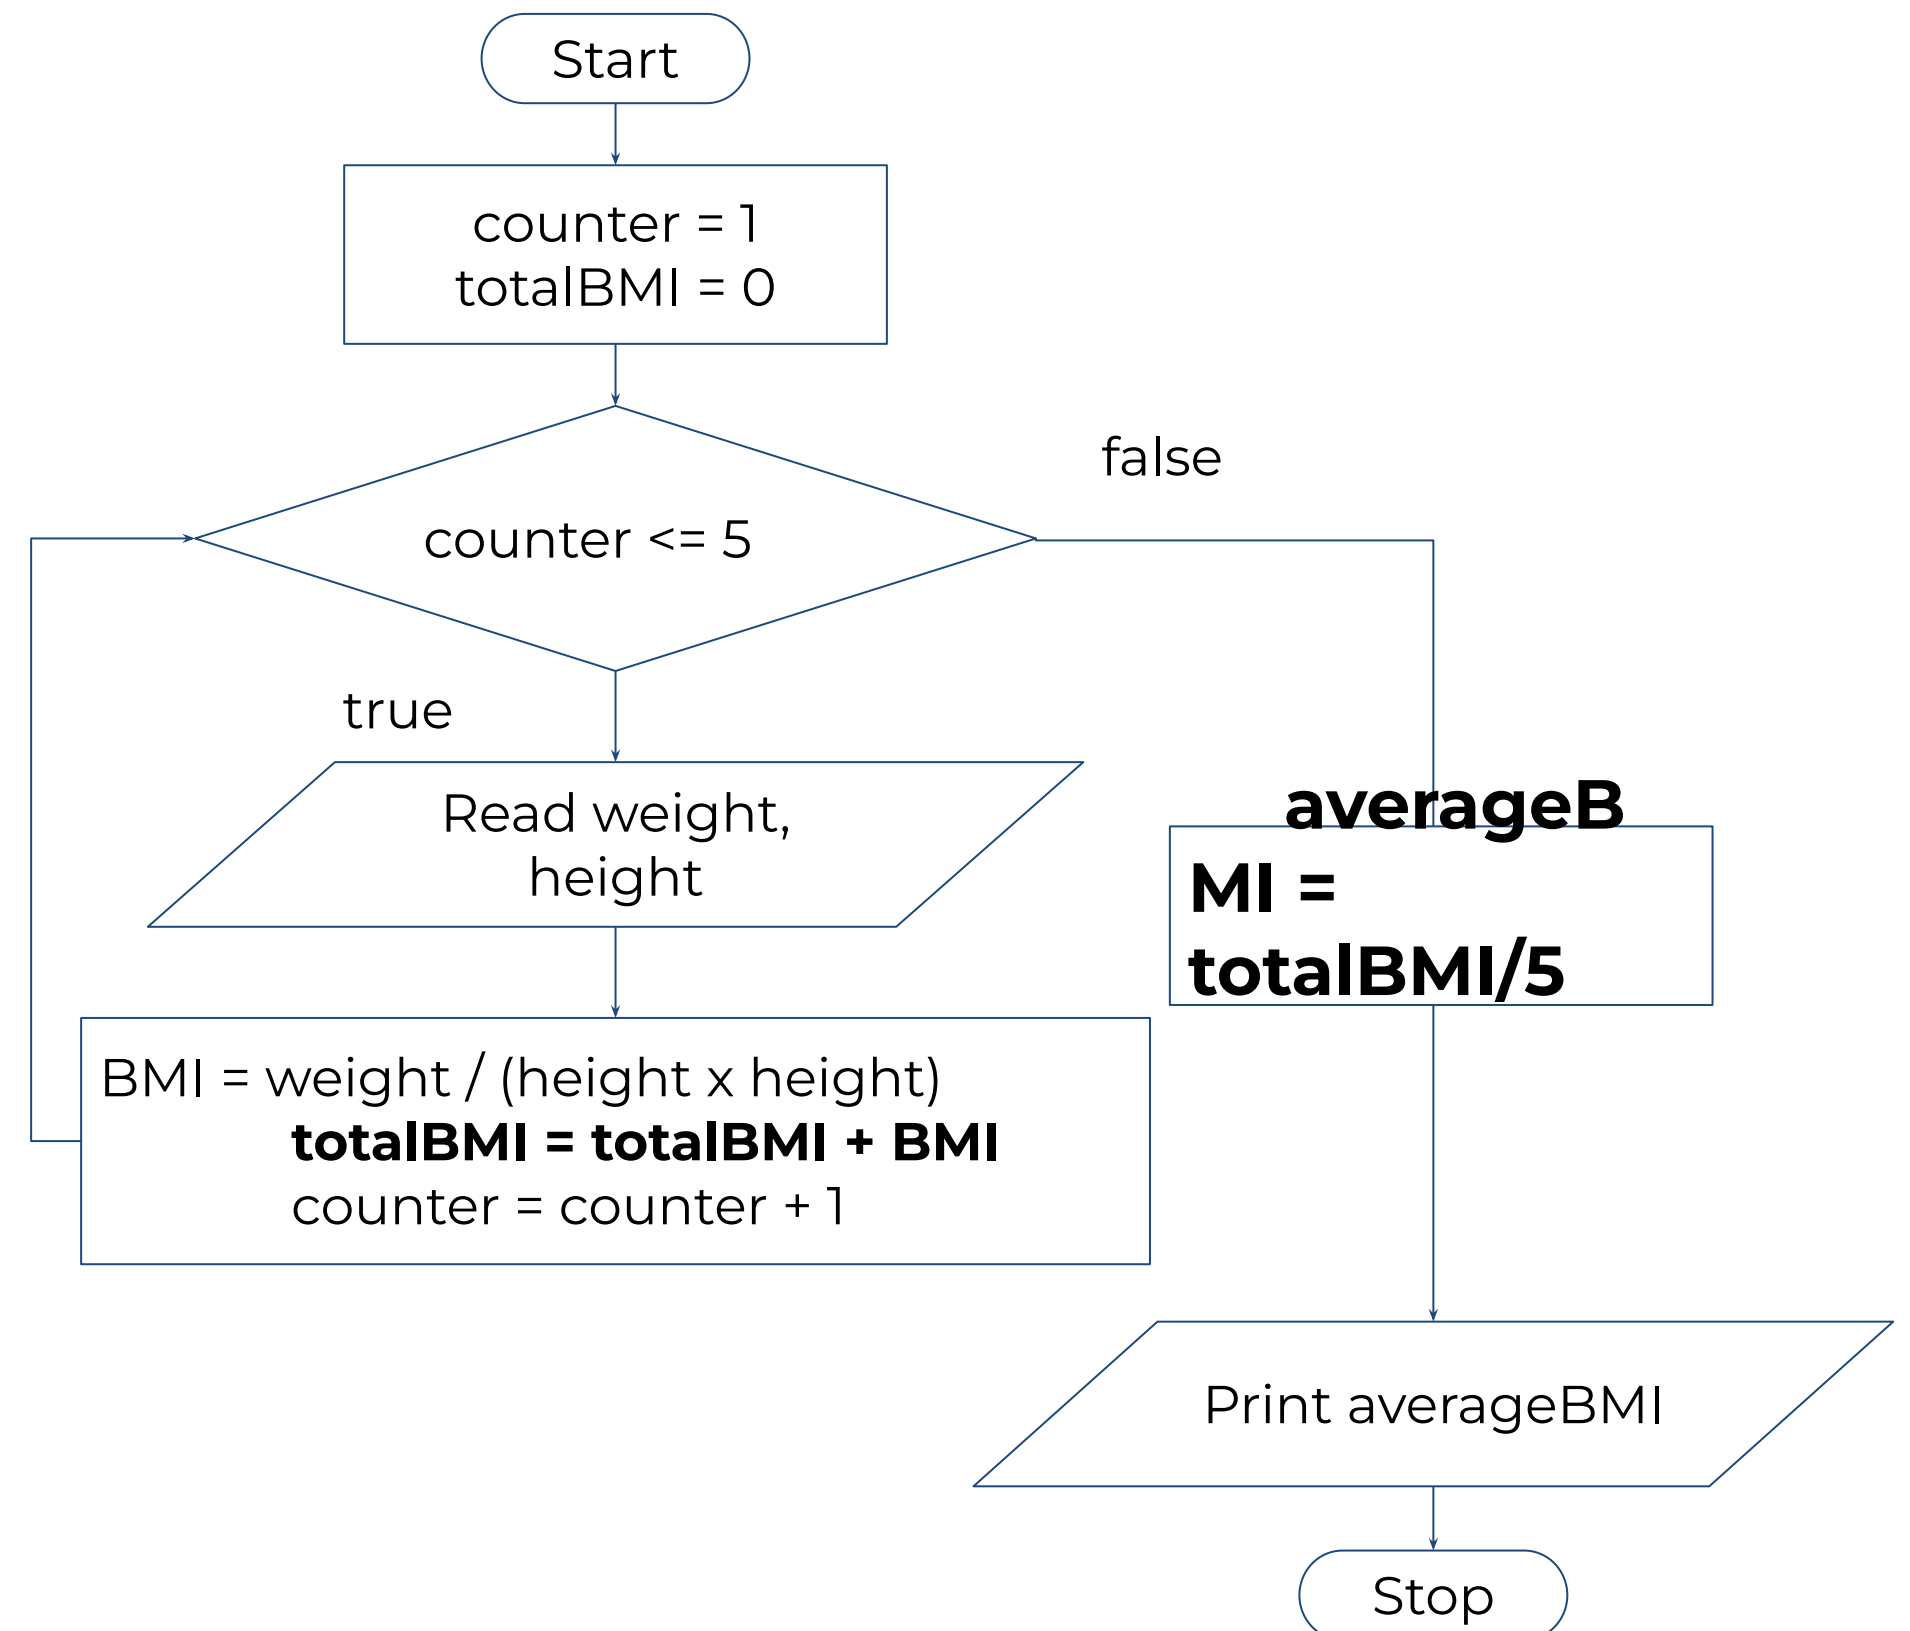 Start
counter = 1
totalBMI = 0
false
counter <= 5
true
Read weight,
height
averageB
MI =
totalBMI/5
BMI = weight / (height x height)
totalBMI = totalBMI + BMI
counter = counter + 1
Print averageBMI
Stop